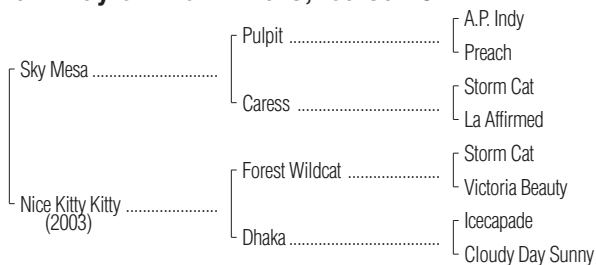 A.P. Indy
Pulpit ........................................
Preach
Sky Mesa .................................
Storm Cat
Caress ......................................
La Affirmed
Storm Cat
Forest Wildcat ........................
Victoria Beauty
Nice Kitty Kitty ........................
(2003)
Icecapade
Dhaka ........................................
Cloudy Day Sunny